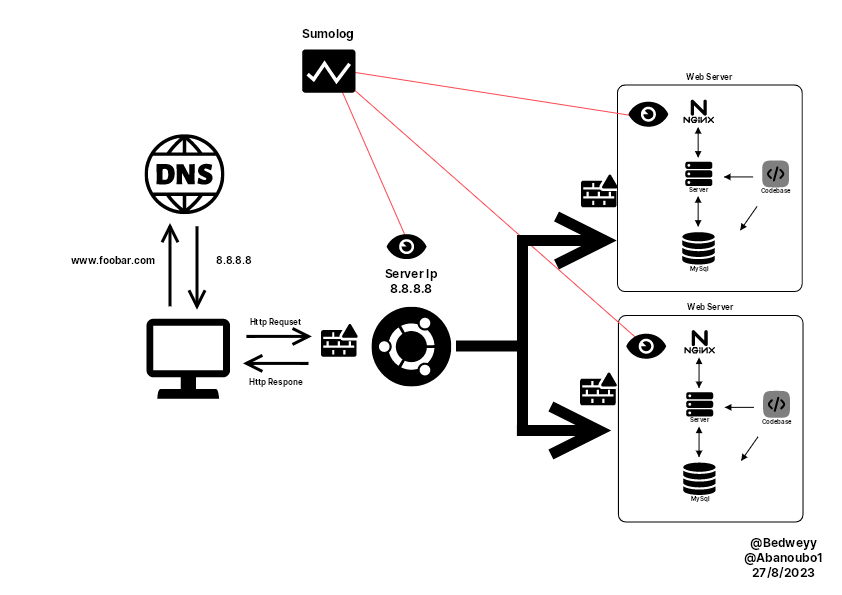 Sumolog
DNS
www.foobar.com
8.8.8.8
Http Requset
Http Respone
Server Ip
8.8.8.8
Web Server
NGINX
Server
Codebase
MySql
Web Server
NGINX
Server
Codebase
MySql
@Bedweyy
@Abanoubo1
27/8/2023